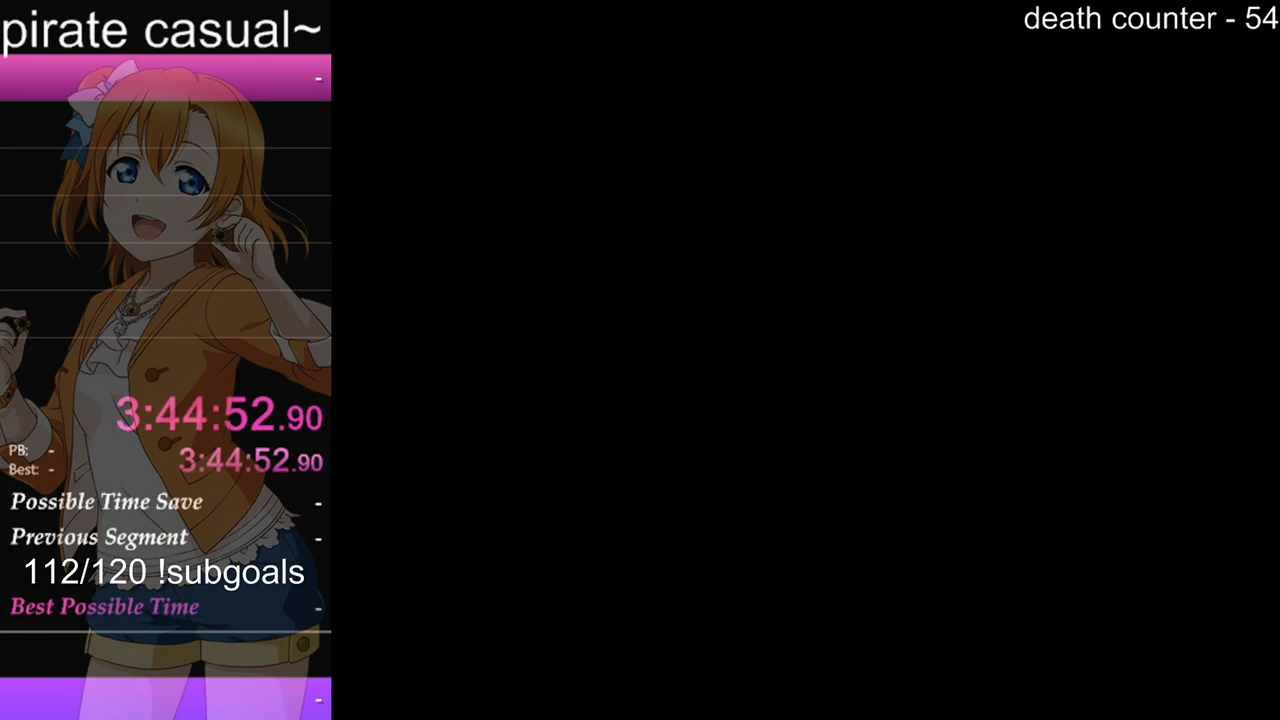 pirate casual~
death counter - 54
-
3:44:52.90
PB: -
3:44:52.90
Best: -
Possible Time Save -
Previous Segment -
112/120 !subgoals
Best Possible Time -
-